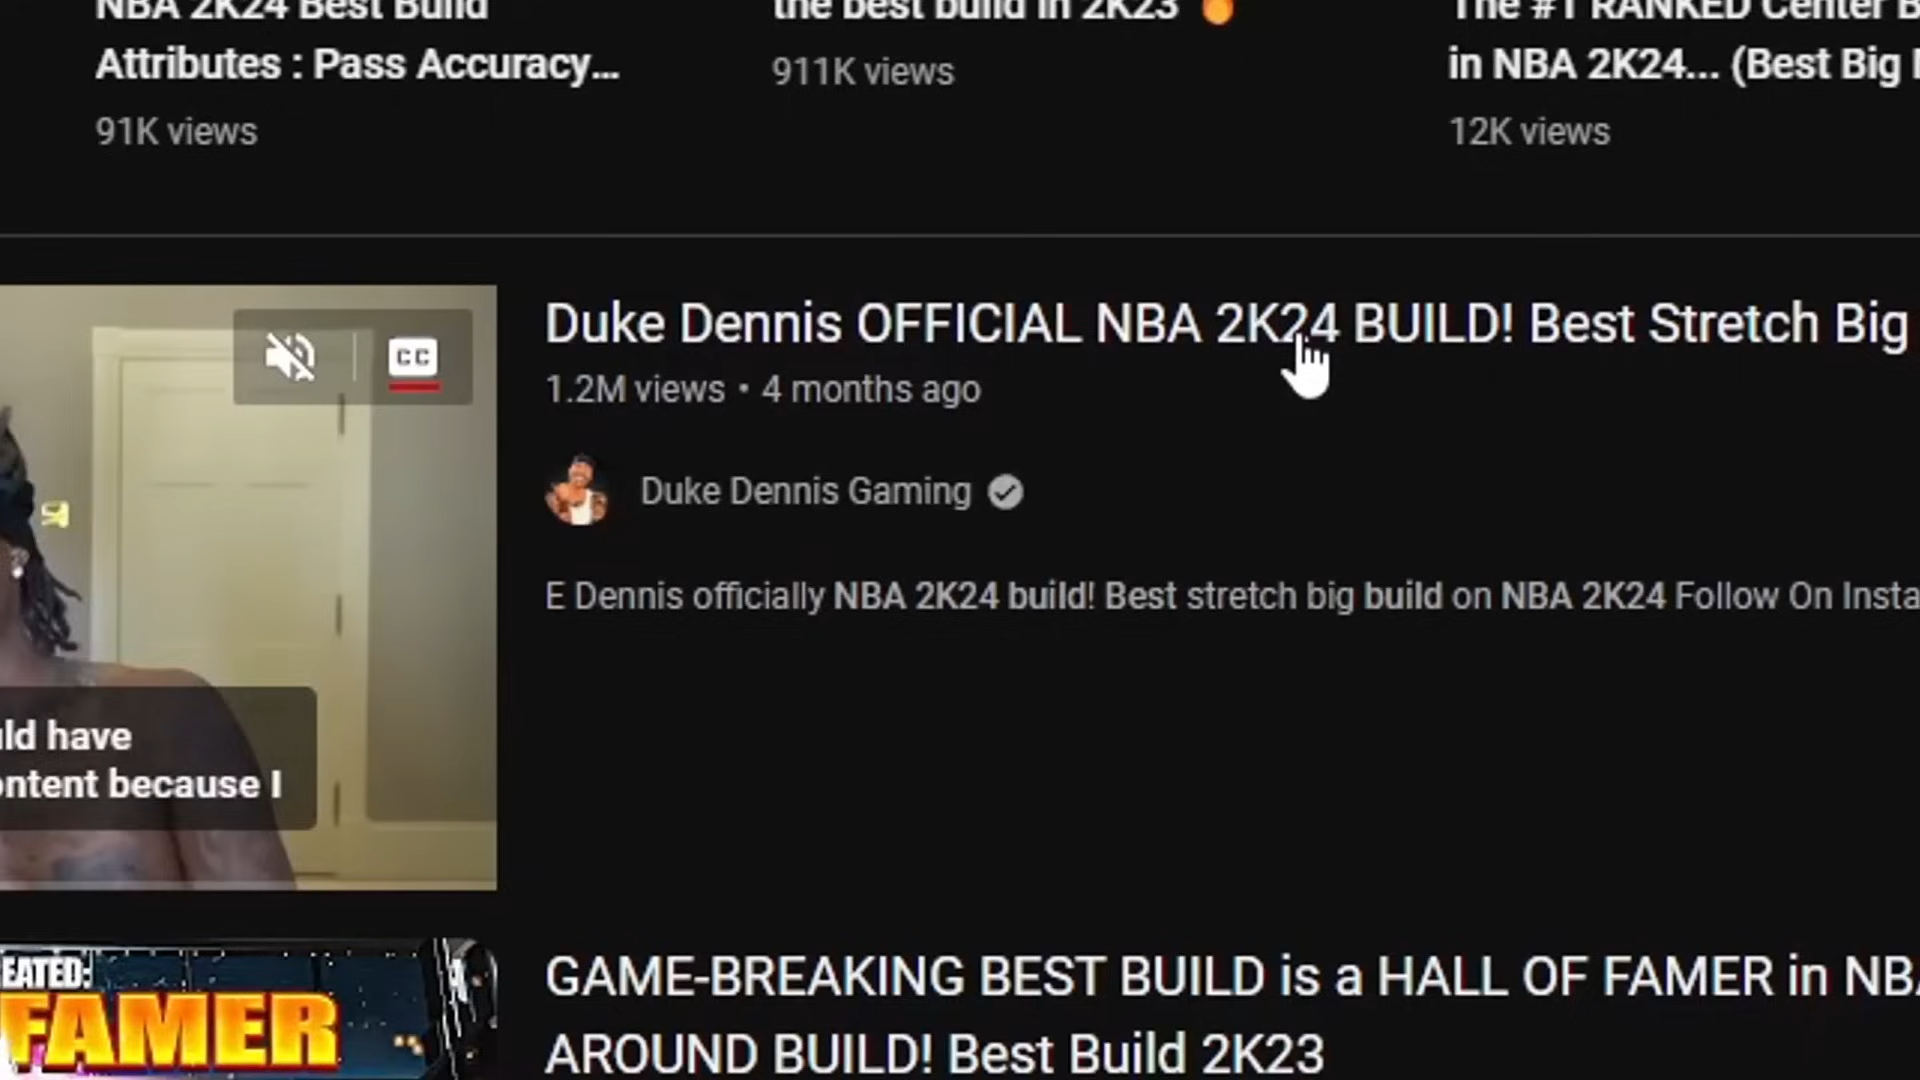 NBA 2K24 Best Build
Attributes : Pass Accuracy...
91K views
the best build in 2K23
911K views
The #1 RANKED Center B
in NBA 2K24... (Best Big
12K views
CC
Duke Dennis OFFICIAL NBA 2K24 BUILD! Best Stretch Big
1.2M views • 4 months ago
Duke Dennis Gaming
E Dennis officially NBA 2K24 build! Best stretch big build on NBA 2K24 Follow On Insta
uld have
ontent because I
EATED:
FAMER
GAME-BREAKING BEST BUILD is a HALL OF FAMER in NBA
AROUND BUILD! Best Build 2K23